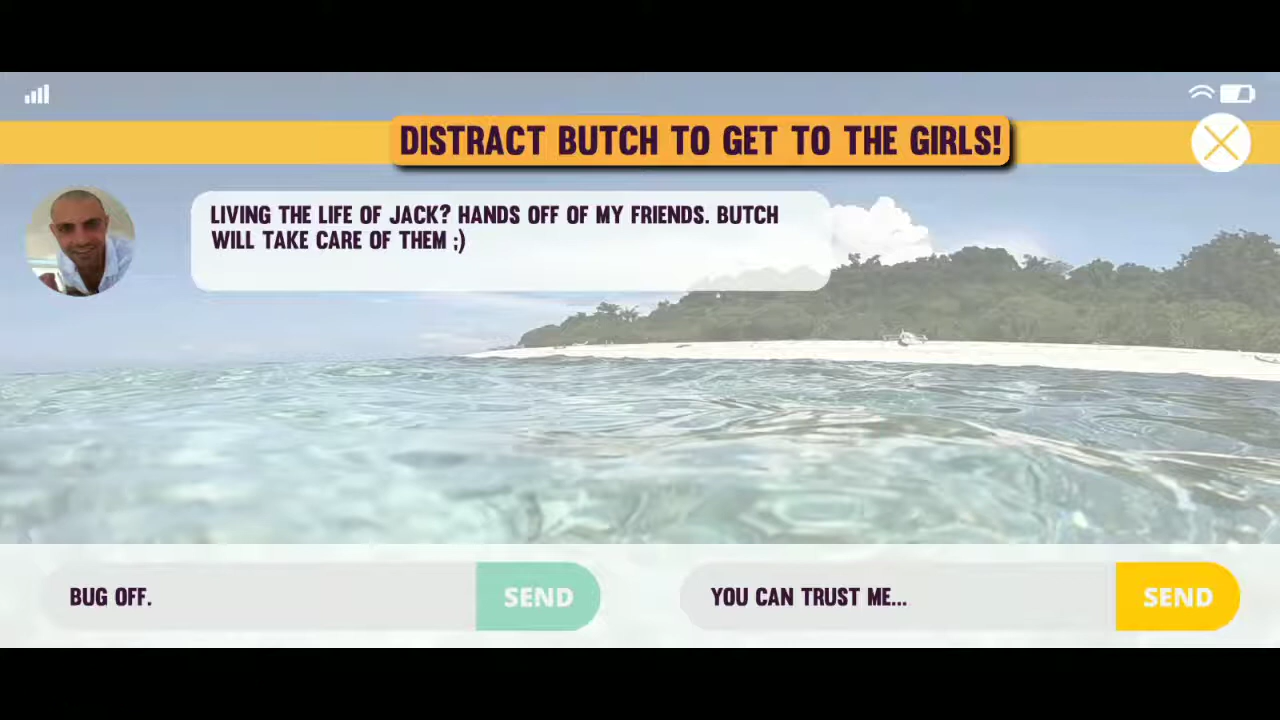 DISTRACT BUTCH TO GET TO THE GIRLS!
LIVING THE LIFE OF JACK? HANDS OFF OF MY FRIENDS. BUTCH
WILL TAKE CARE OF THEM ;)
BUG OFF.
SEND
YOU CAN TRUST ME...
SEND